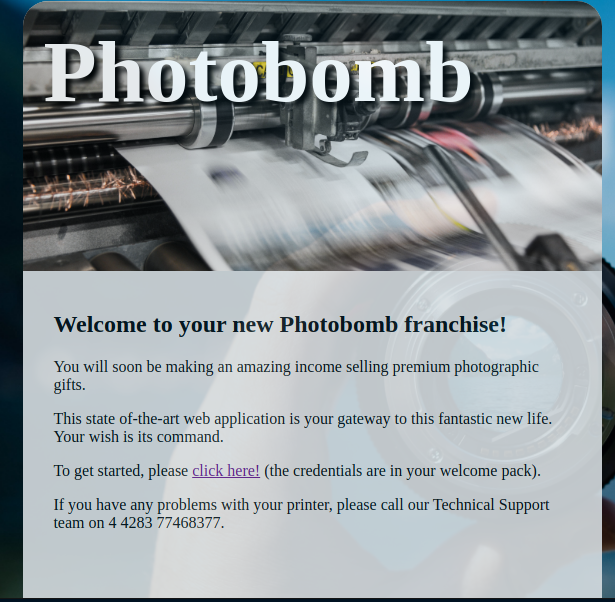 Photobomb
Welcome to your new Photobomb franchise!
You will soon be making an amazing income selling premium photographic
gifts.
This state of-the-art web application is your gateway to this fantastic new life.
Your wish is its command.
To get started, please click here! (the credentials are in your welcome pack).
If you have any problems with your printer, please call our Technical Support
team on 4 4283 77468377.